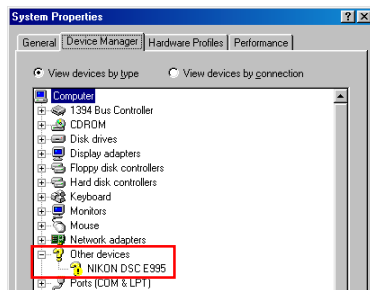 System Properties
General Device Manager Hardware Profiles Performance
View devices by type View devices by connection
Computer
1394 Bus Controller
CDROM
Disk drives
Display adapters
Floppy disk controllers
Hard disk controllers
Keyboard
Monitors
Mouse
Network adapters
Other devices
NIKON DSC E995
Ports (COM & LPT)